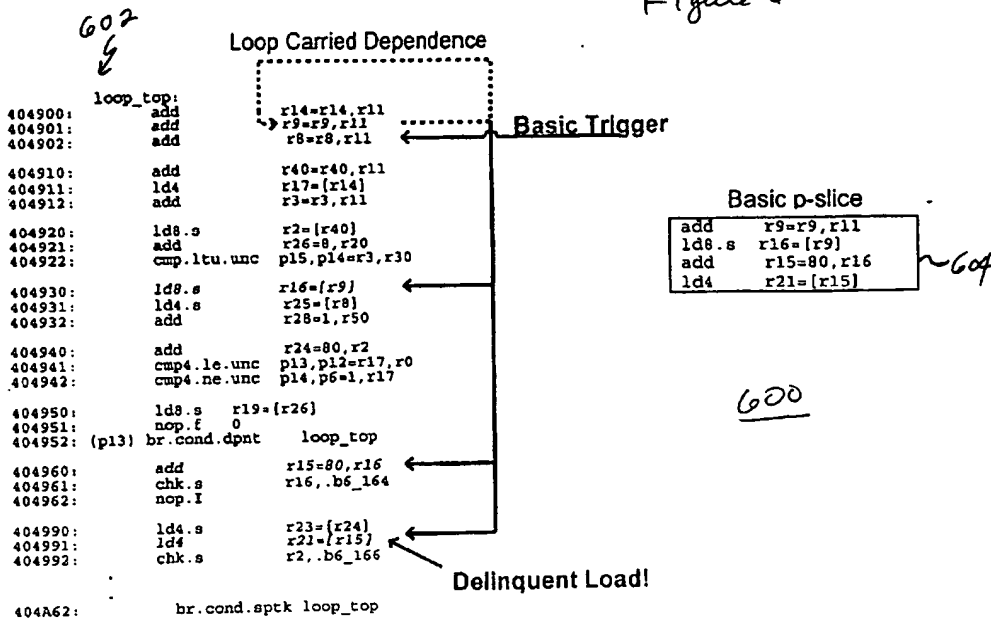 Figure
602
Loop Carried Dependence
loop_top:
404900: add r14=r14,r11
404901: add r9=r9,r11
404902: add r8=r8,r11
Basic Trigger
404910: add r40=r40,r11
404911: ld4 r17=[r14]
404912: add r3=r3,r11
404920: ld8.s r2=[r40]
404921: add r26=8,r20
404922: cmp.ltu.unc p15,p14=r3,r30
404930: ld8.s r16=[r9]
404931: ld4.s r25=[r8]
404932: add r28=1,r50
404940: add r24=80,r2
404941: cmp4.le.unc p13,p12=r17,r0
404942: cmp4.ne.unc p14,p6=1,r17
404950: ld8.s r19=[r26]
404951: nop.f 0
404952: (p13) br.cond.dpnt loop_top
404960: add r15=80,r16
404961: chk.s r16,.b6_164
404962: nop.I
404990: ld4.s r23=[r24]
404991: ld4 r21=[r15]
404992: chk.s r2,.b6_166
Delinquent Load!
404A62: br.cond.sptk loop_top
Basic p-slice
add r9=r9,r11
ld8.s r16=[r9]
add r15=80,r16
ld4 r21=[r15]
604
600